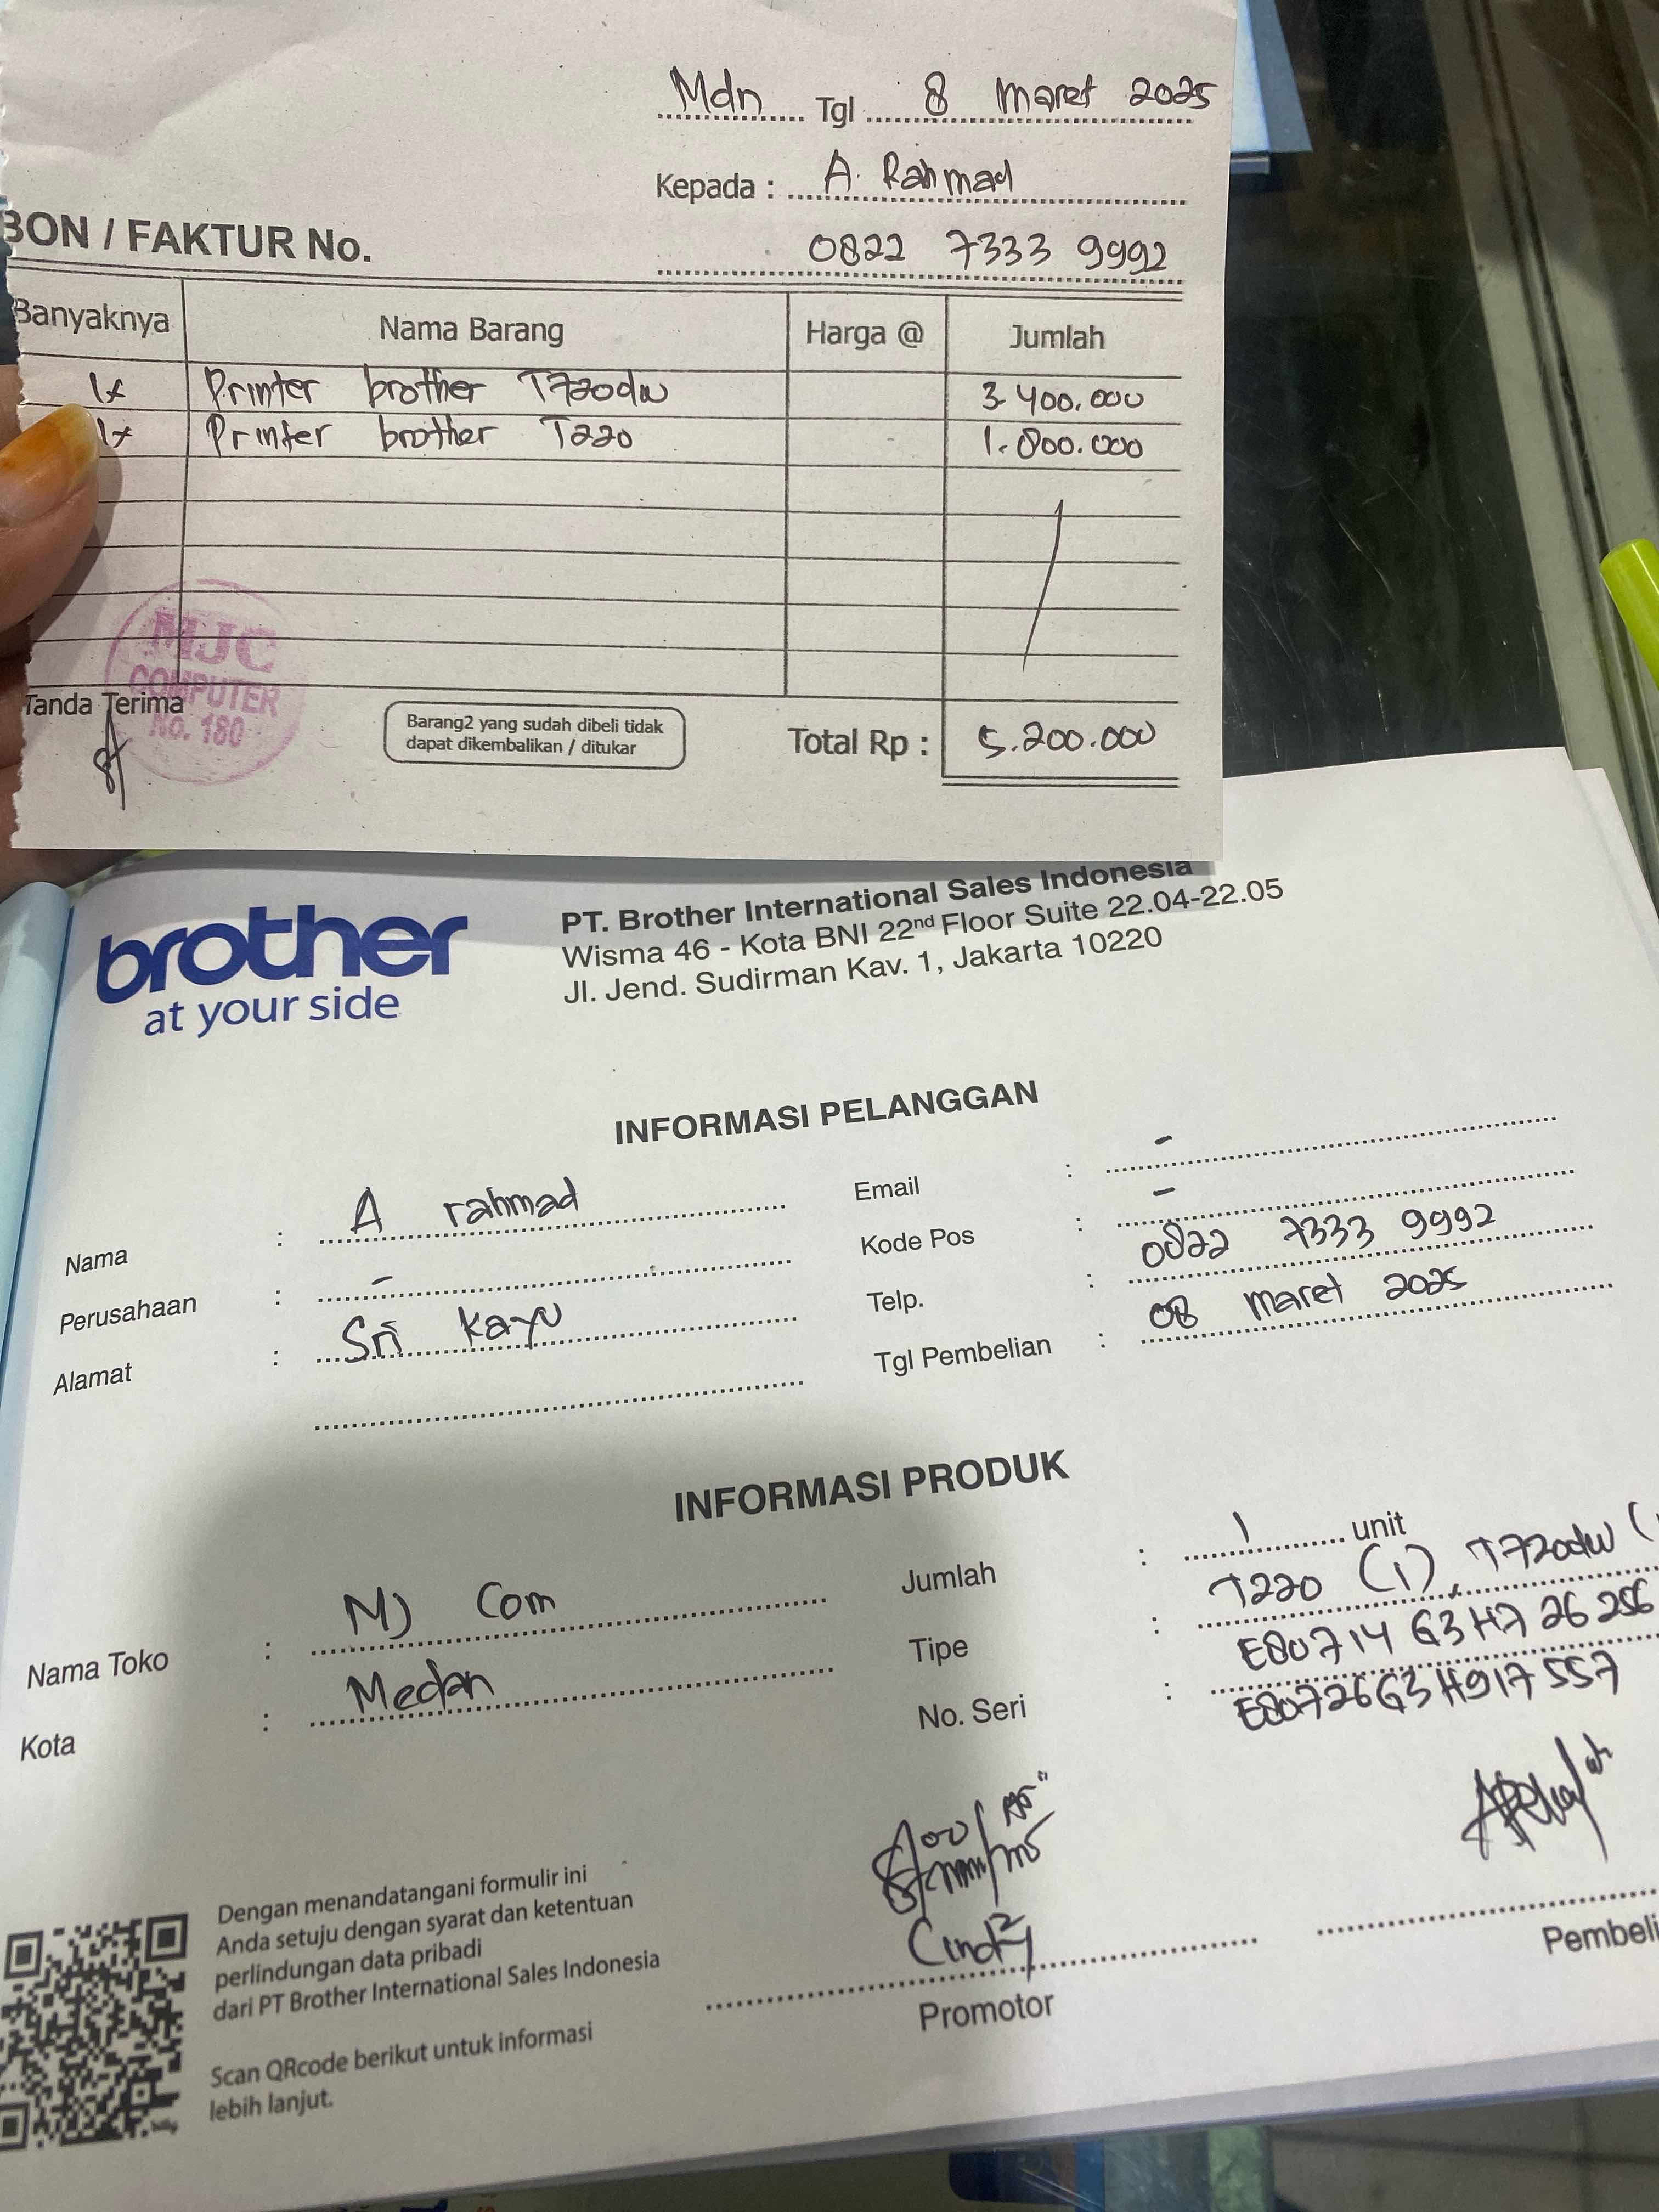 Mdn Tgl 8 Maret 2025
Kepada : A. Rahmad
0822 7333 9992
BON / FAKTUR No.
Banyaknya Nama Barang Harga @ Jumlah
1x Printer brother T720dw 3.400.000
1x Printer brother T220 1.800.000
MJC
COMPUTER
No. 180
Tanda Terima
Barang2 yang sudah dibeli tidak
dapat dikembalikan / ditukar
Total Rp : 5.200.000
brother
at your side
PT. Brother International Sales Indonesia
Wisma 46 - Kota BNI 22nd Floor Suite 22.04-22.05
Jl. Jend. Sudirman Kav. 1, Jakarta 10220
INFORMASI PELANGGAN
Nama : A rahmad
Perusahaan : -
Alamat : Sri kayu
Email : -
Kode Pos : -
Telp. : 0822 7333 9992
Tgl Pembelian : 08 maret 2025
INFORMASI PRODUK
Nama Toko : MJ Com
Kota : Medan
Jumlah : 1 unit
Tipe : T220 (1), T720dw (
No. Seri : E80714G3H726256
E80726G3H917557
Dengan menandatangani formulir ini
Anda setuju dengan syarat dan ketentuan
perlindungan data pribadi
dari PT Brother International Sales Indonesia
Scan QRcode berikut untuk informasi
lebih lanjut.
Cindy
Promotor
Pembeli